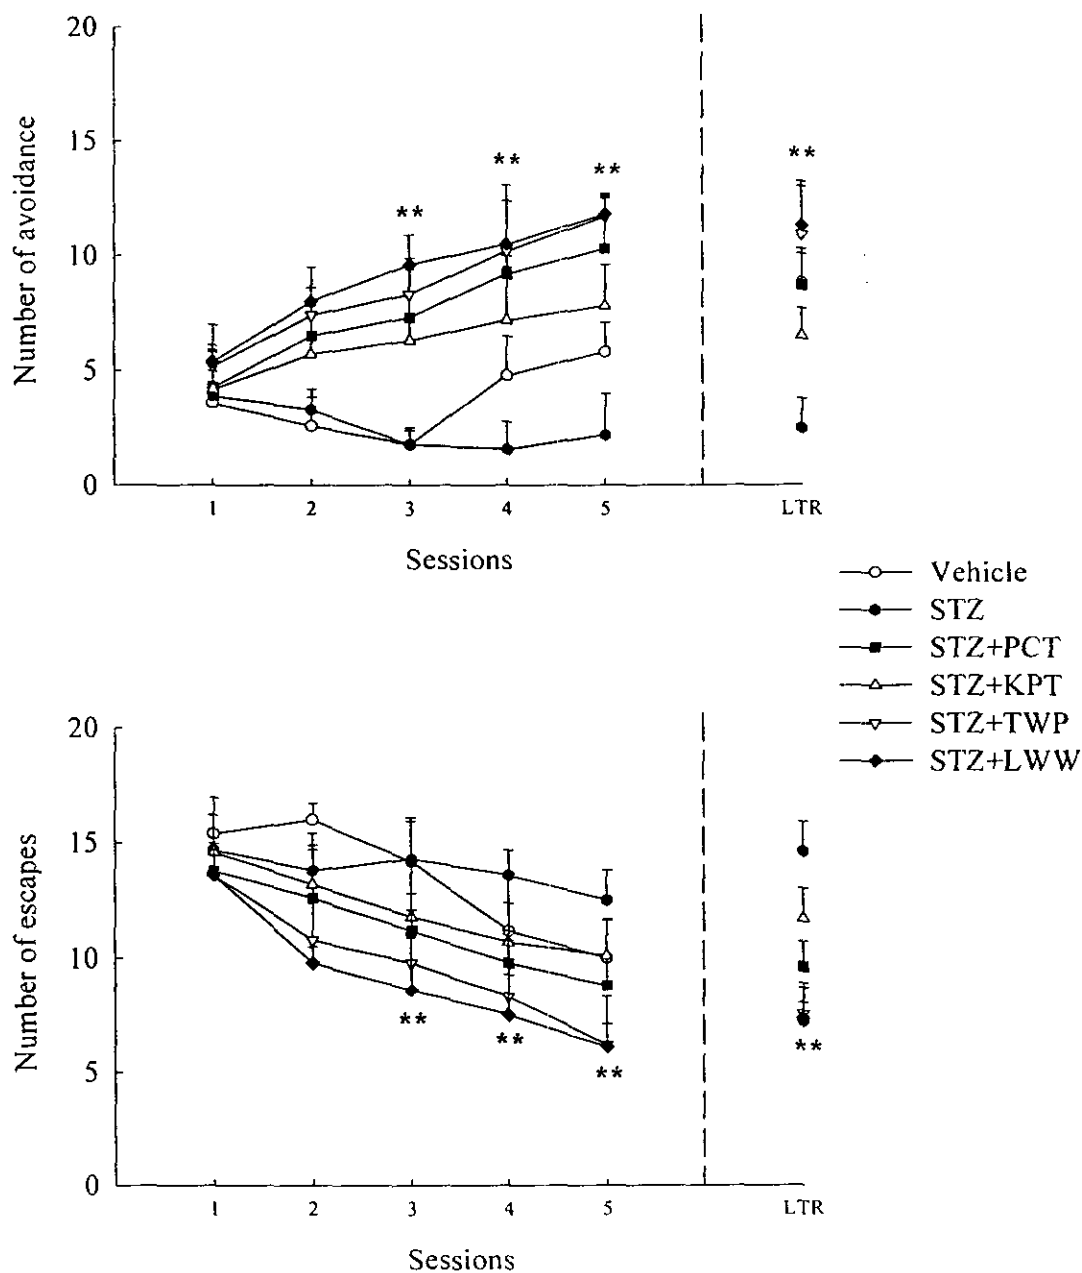 20
15
10
5
0
Number of avoidance
**
**
**
**
1 2 3 4 5 LTR
Sessions
Vehicle
STZ
STZ+PCT
STZ+KPT
STZ+TWP
STZ+LWW
20
15
10
5
0
Number of escapes
**
**
**
**
1 2 3 4 5 LTR
Sessions